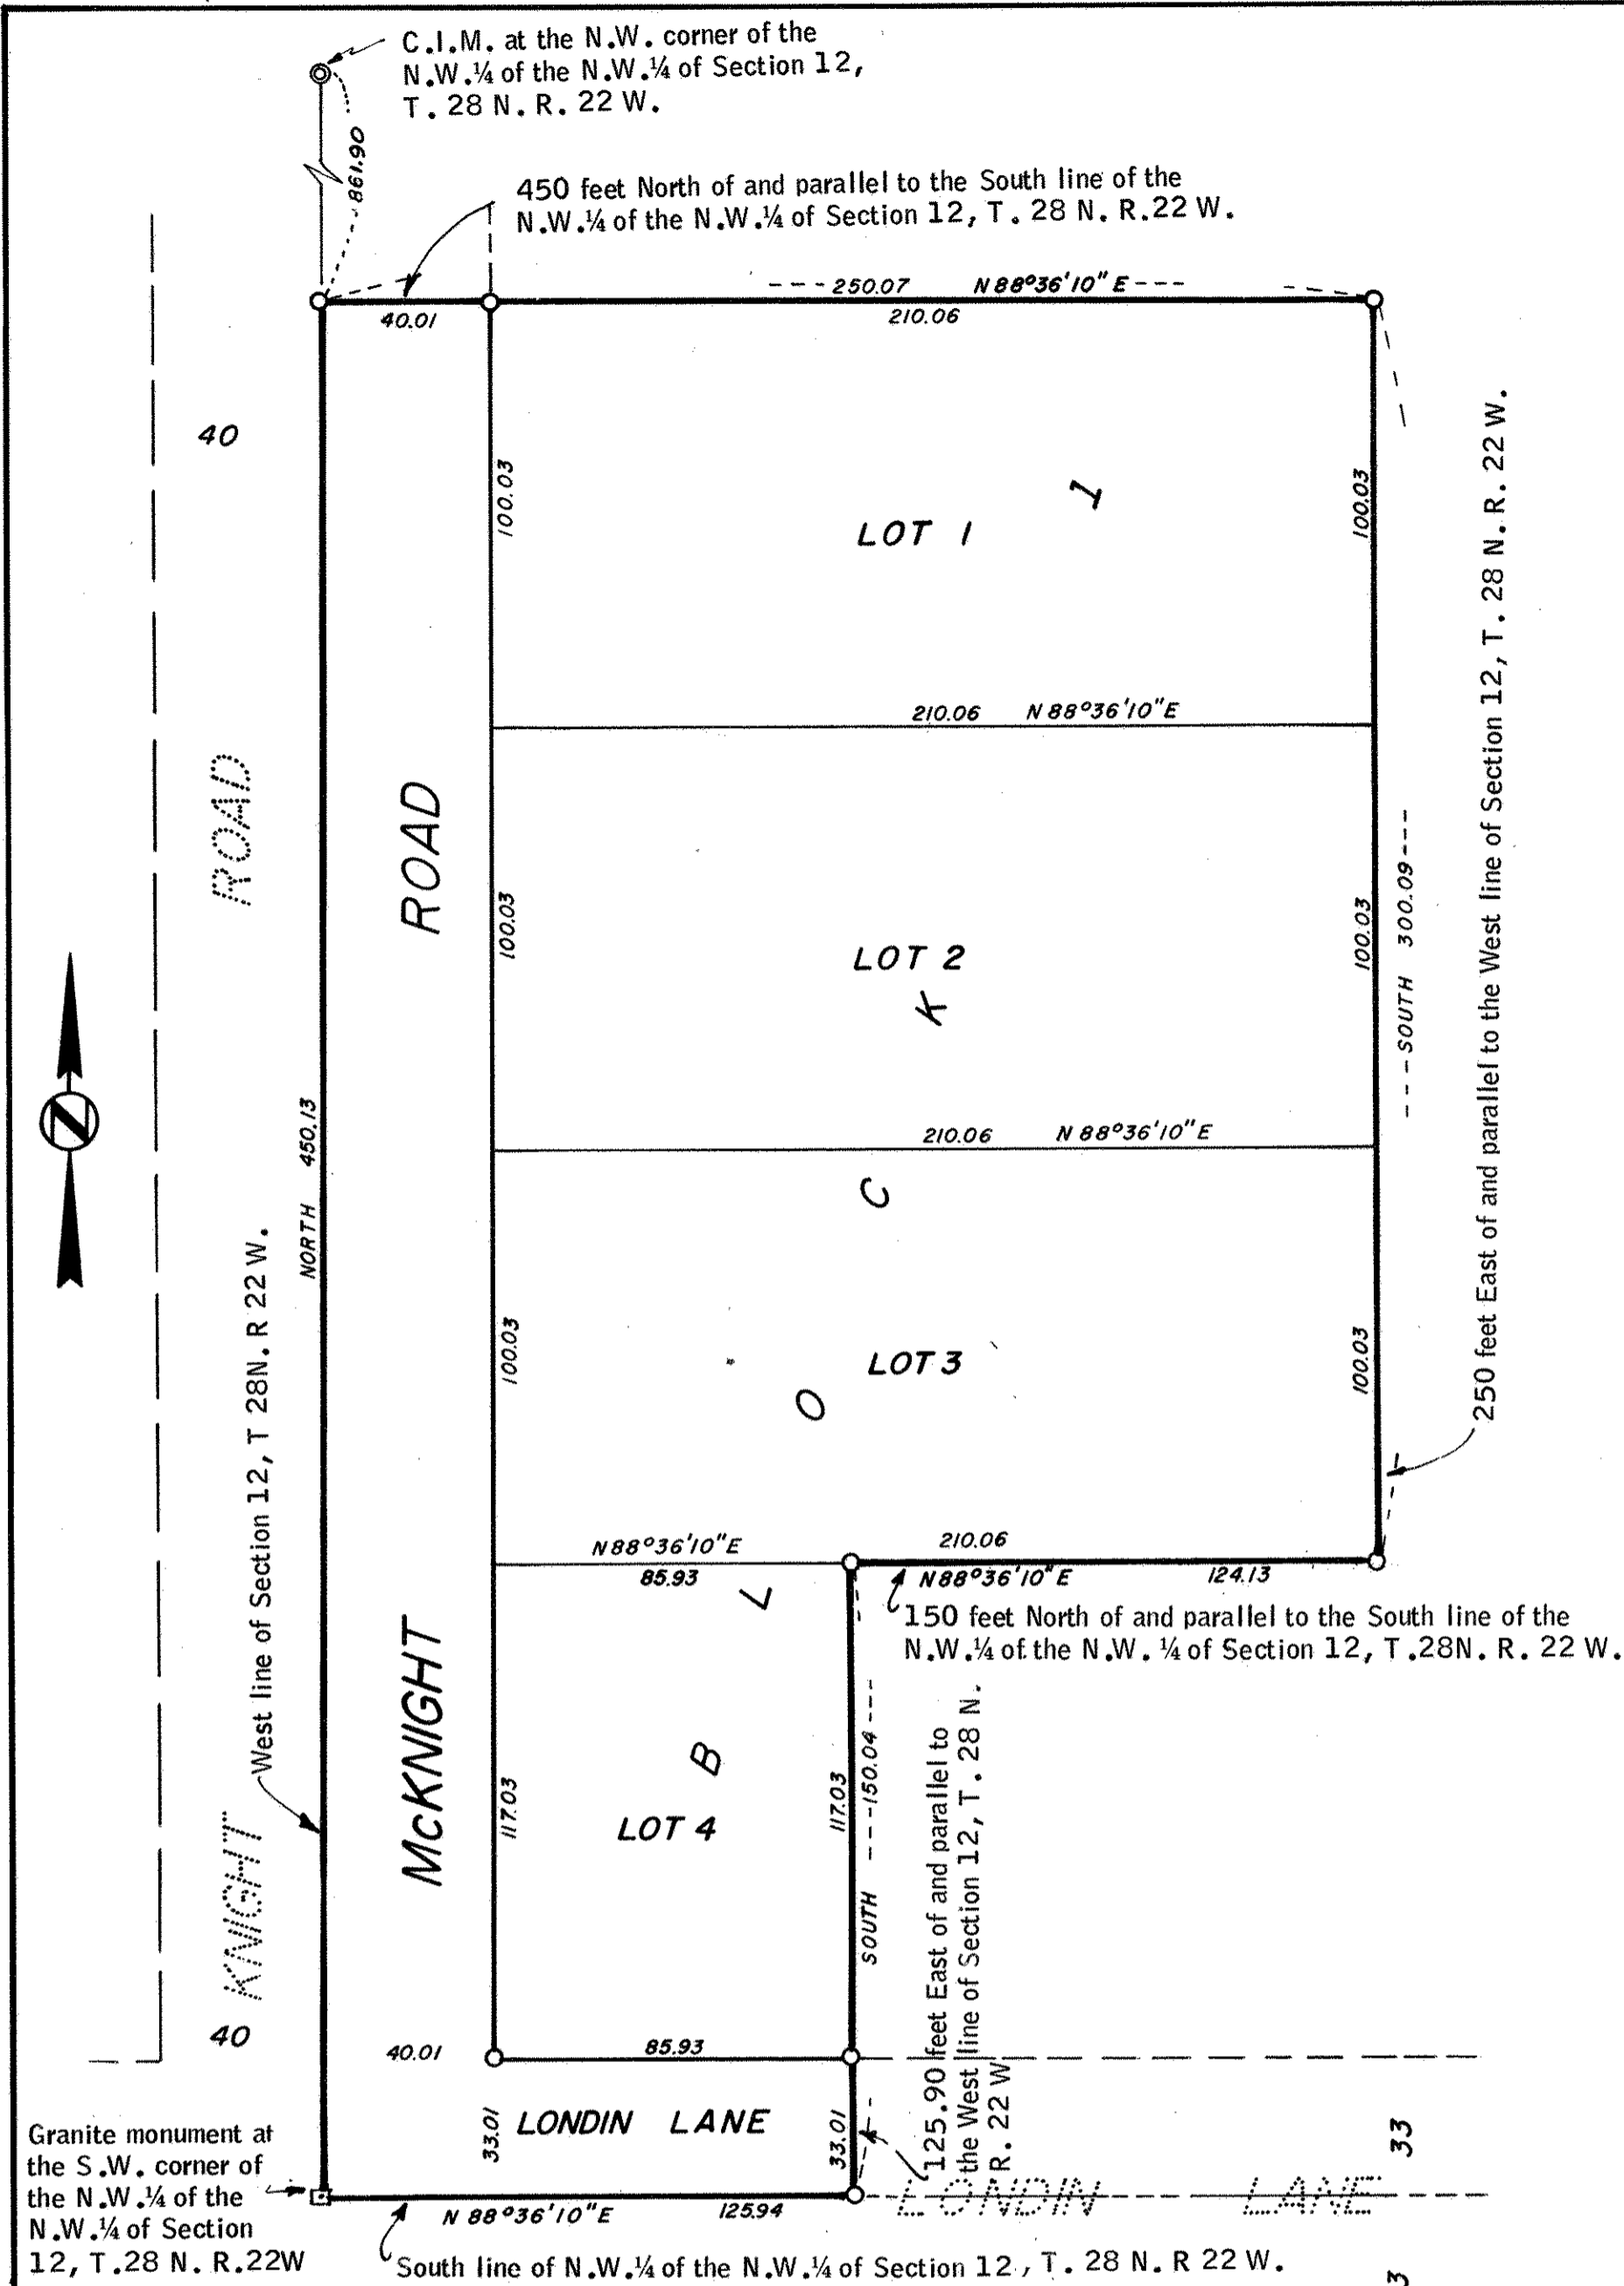 C.I.M. at the N.W. corner of the
N.W.¼ of the N.W.¼ of Section 12,
T. 28 N. R. 22 W.
861.90
450 feet North of and parallel to the South line of the
N.W.¼ of the N.W.¼ of Section 12, T. 28 N. R.22 W.
250.07 N 88°36'10" E
40.01
210.06
40
100.03
LOT 1
1
100.03
250 feet East of and parallel to the West line of Section 12, T. 28 N. R. 22 W.
210.06 N 88°36'10" E
ROAD
ROAD
100.03
LOT 2
K
100.03
SOUTH 300.09
N
NORTH 450.13
210.06 N 88°36'10" E
C
West line of Section 12, T 28N. R 22 W.
100.03
LOT 3
O
100.03
N 88°36'10" E
85.93
210.06
N 88°36'10" E 124.13
L
150 feet North of and parallel to the South line of the
N.W.¼ of the N.W. ¼ of Section 12, T.28N. R. 22 W.
McKNIGHT
KNIGHT
117.03
B
LOT 4
117.03
SOUTH 150.04
125.90 feet East of and parallel to
the West line of Section 12, T. 28 N.
R. 22 W
40
40.01
85.93
33.01
LONDIN LANE
33.01
33
LONDIN LANE
Granite monument at
the S.W. corner of
the N.W.¼ of the
N.W.¼ of Section
12, T.28 N. R.22W
N 88°36'10" E 125.94
South line of N.W.¼ of the N.W.¼ of Section 12, T. 28 N. R 22 W.